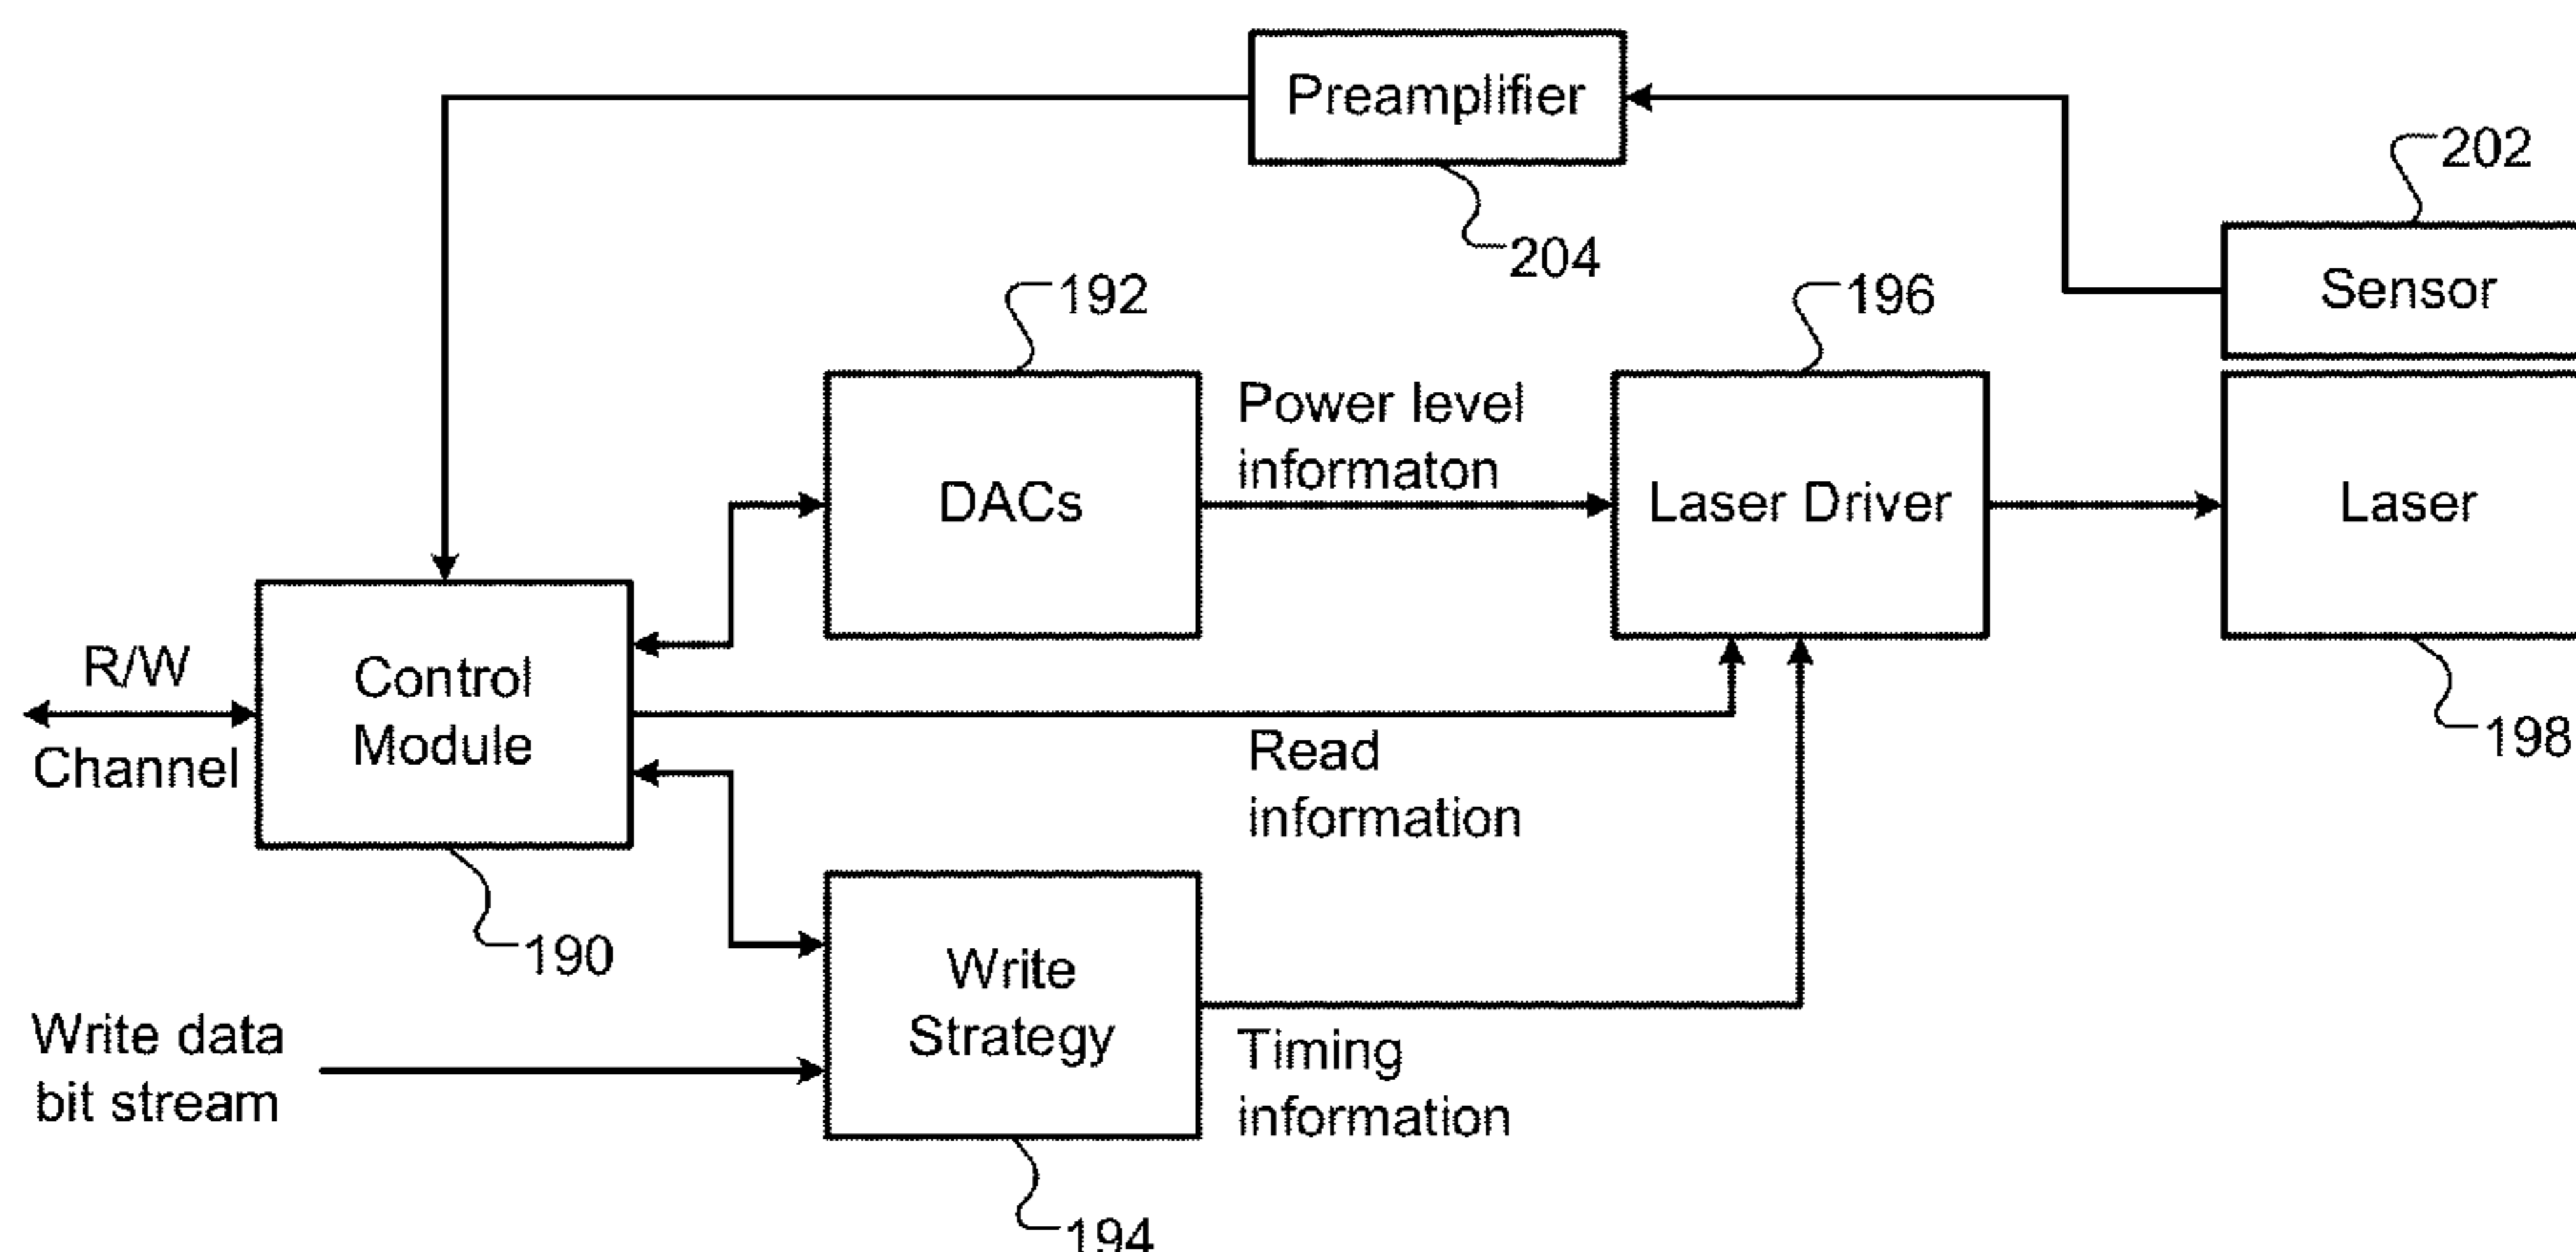 Preamplifier
202
204
Sensor
192
196
Power level
informaton
DACs
Laser Driver
Laser
R/W
Channel
Control
Module
198
Read
information
190
Write
Strategy
Write data
bit stream
Timing
information
194